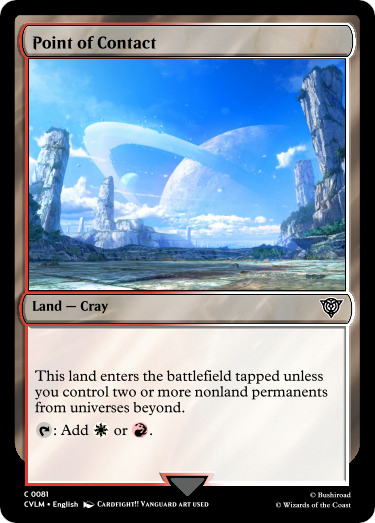 Point of Contact
Land — Cray
This land enters the battlefield tapped unless
you control two or more nonland permanents
from universes beyond.
: Add or .
C 0081
© Bushiroad
CVLM • English CARDFIGHT!! VANGUARD ART USED
© Wizards of the Coast